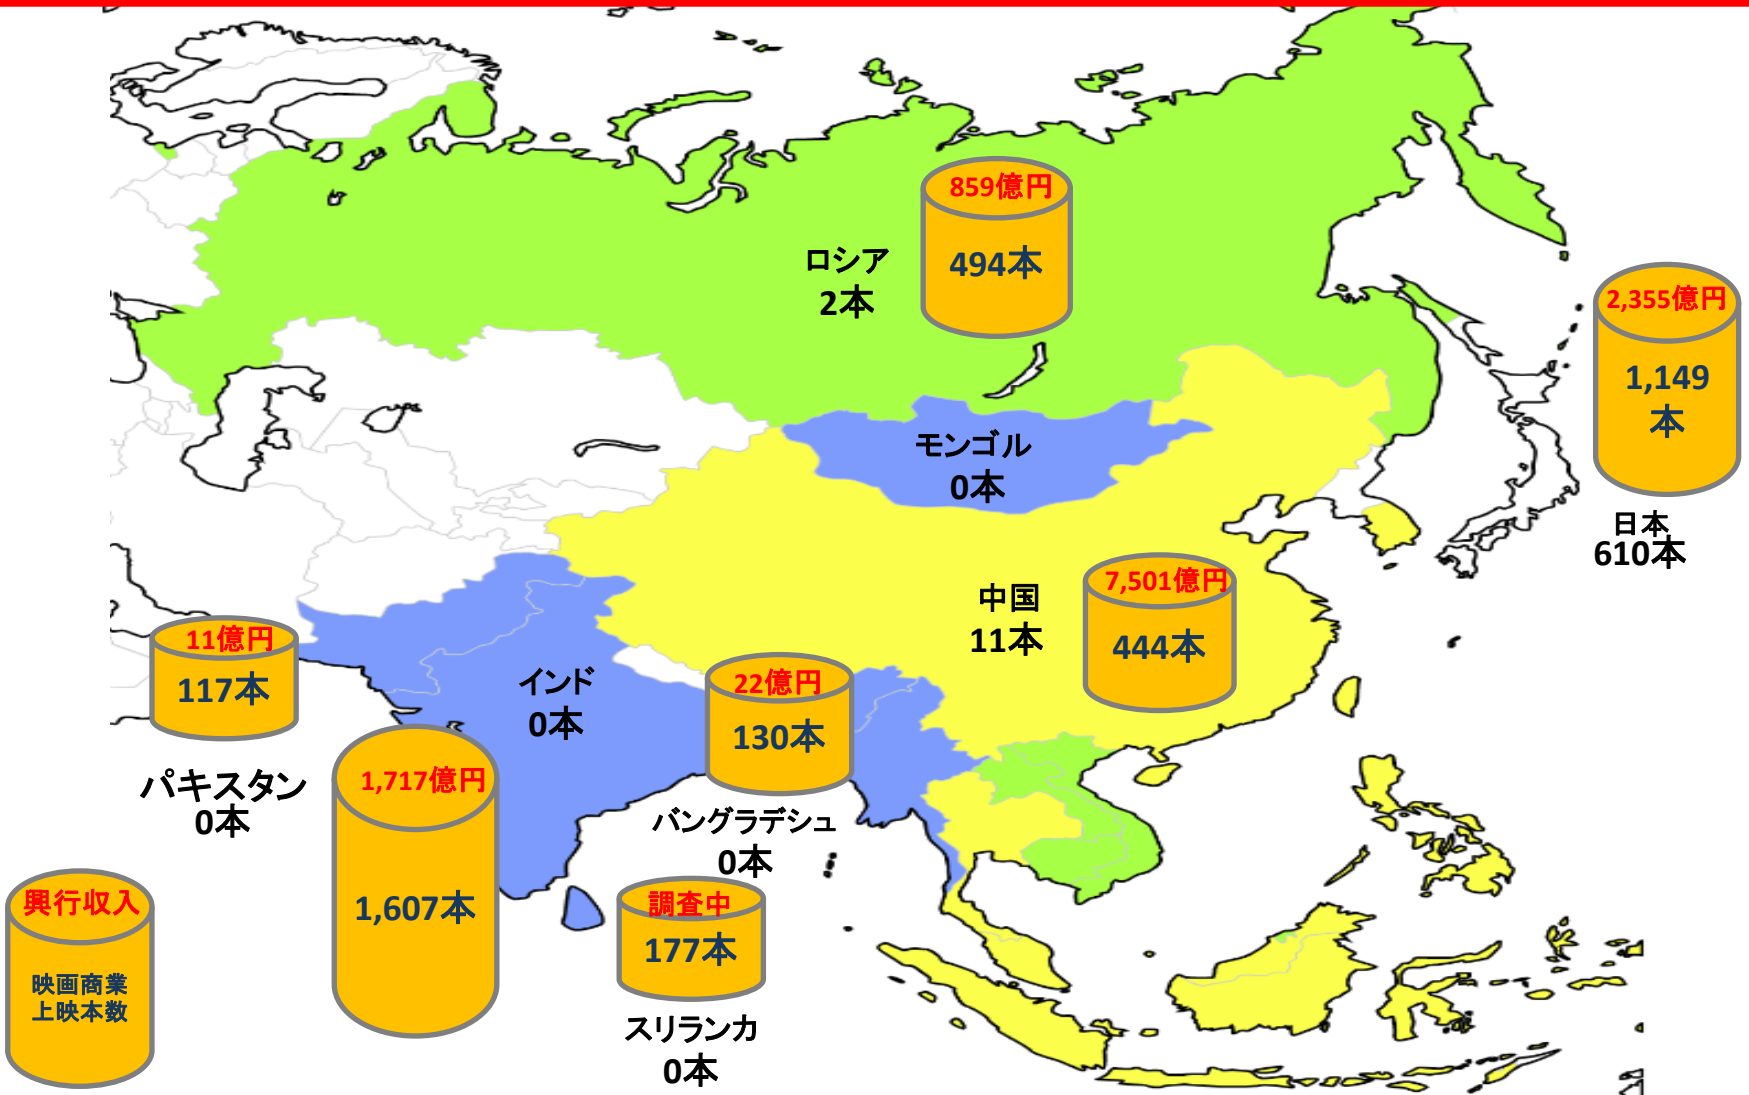 859億円
494本
ロシア
2本
2,355億円
1,149
本
日本
610本
モンゴル
0本
中国
11本
7,501億円
444本
11億円
117本
パキスタン
0本
インド
0本
1,717億円
1,607本
22億円
130本
バングラデシュ
0本
調査中
177本
スリランカ
0本
興行収入
映画商業
上映本数